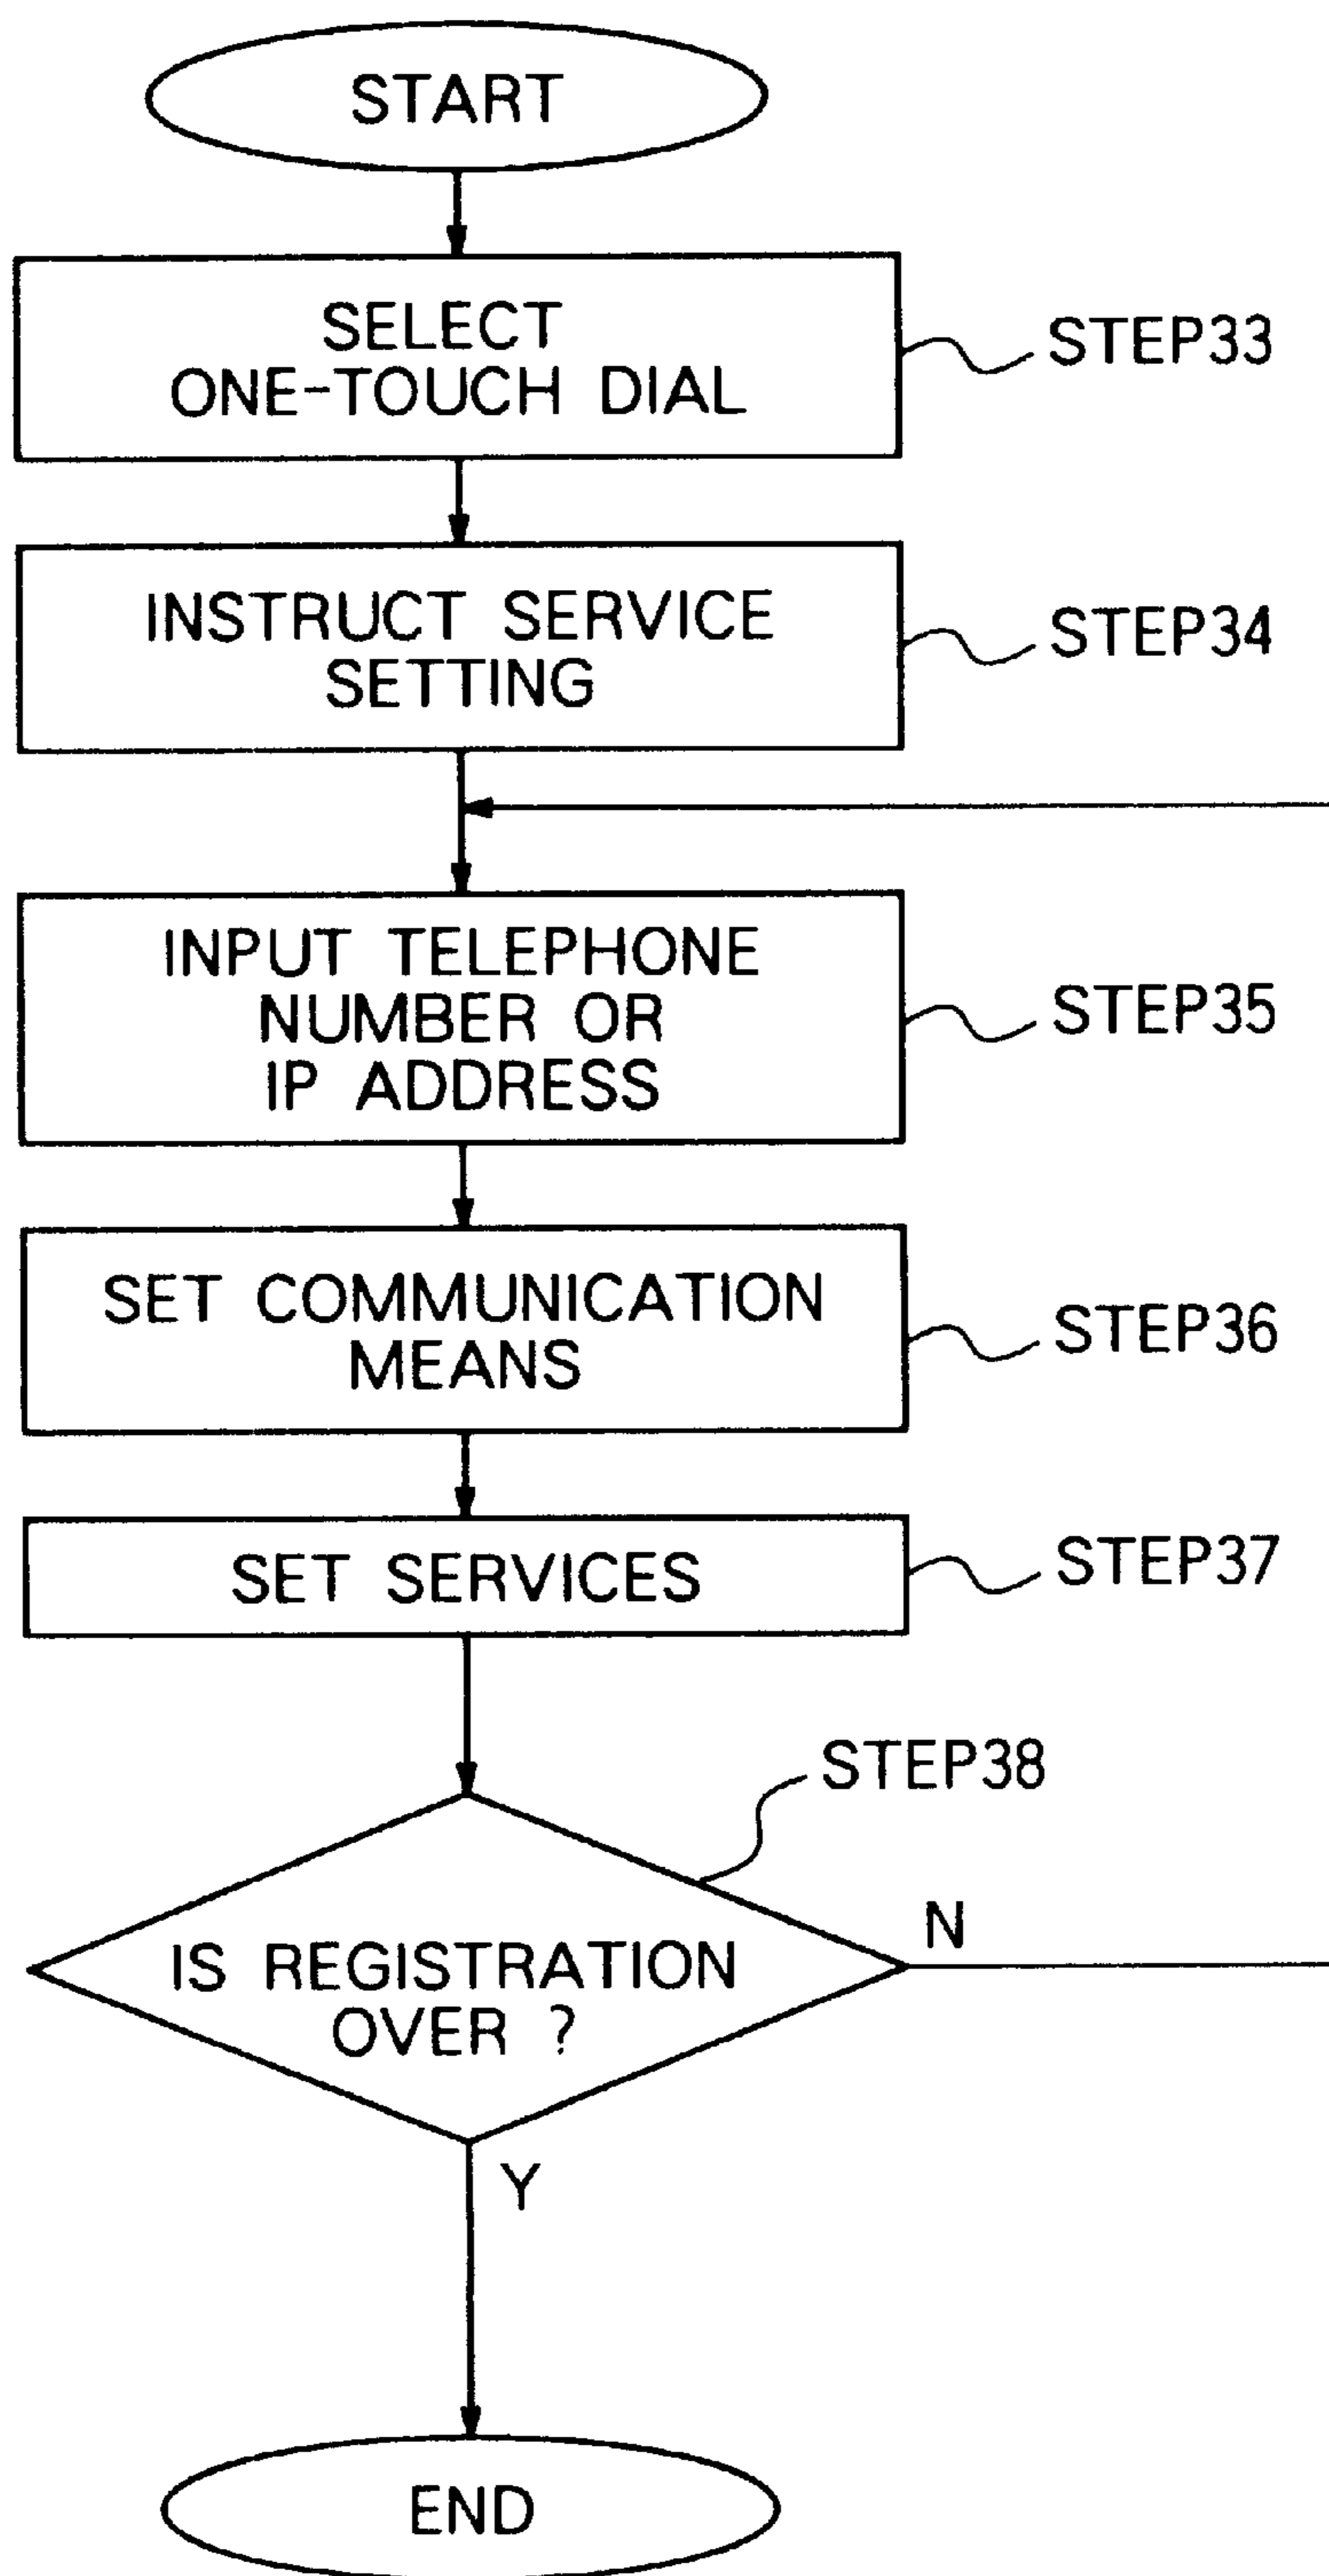 START
SELECT
ONE-TOUCH DIAL
STEP33
INSTRUCT SERVICE
SETTING
STEP34
INPUT TELEPHONE
NUMBER OR
IP ADDRESS
STEP35
SET COMMUNICATION
MEANS
STEP36
SET SERVICES
STEP37
STEP38
IS REGISTRATION
OVER ?
N
Y
END